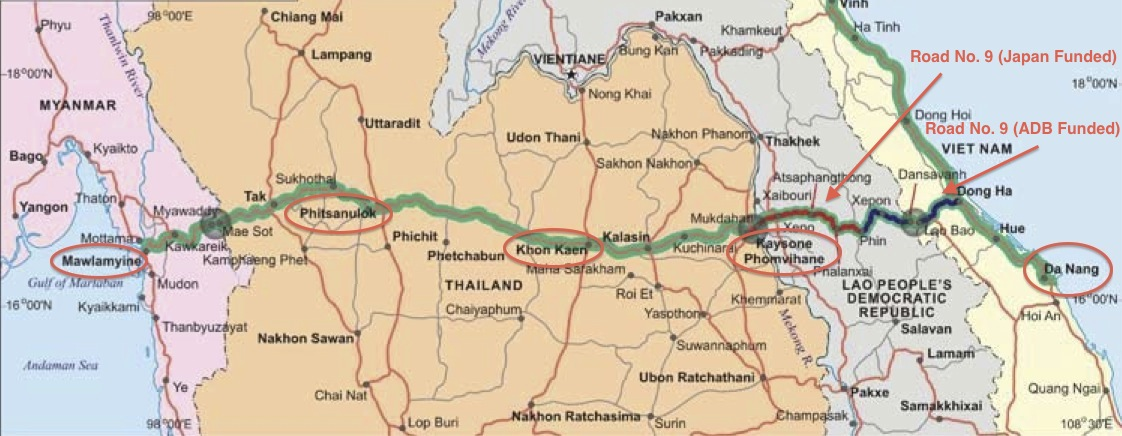 98°00'E
Chiang Mai
Phyu
Thanlwin River
Lampang
Mekong River
Pakxan
Khamkeut
Vinh
Ha Tinh
Bung Kan
Pakkading
Road No. 9 (Japan Funded)
VIENTIANE
18°00'N
18°00'N
Nong Khai
MYANMAR
Uttaradit
Dong Hoi
Road No. 9 (ADB Funded)
Udon Thani
Nakhon Phanom
Thakhek
VIET NAM
Kyaikto
Bago
Sakhon Nakhon
Atsaphangthong
Dansavanh
Sukhothai
Tak
Thaton
Xaibouri
Xepon
Dong Ha
Yangon
Myawaddy
Phitsanulok
Mukdahan
Xeno
Mae Sot
Lao Bao
Hue
Mottama
Kawkareik
Phichit
Khon Kaen
Kalasin
Kuchinarai
Kaysone
Phomvihane
Phin
Mawlamyine
Kamphaeng Phet
Phetchabun
Maha Sarakham
Phalanxai
Da Nang
Gulf of Martaban
Mudon
THAILAND
Roi Et
Khemmarat
LAO PEOPLE'S
DEMOCRATIC
REPUBLIC
16°00'N
16°00'N
Kyaikkami
Chaiyaphum
Yasothon
Mekong R.
Hoi An
Thanbyuzayat
Salavan
Nakhon Sawan
Suwannaphum
Lamam
Andaman Sea
Ye
Ubon Ratchathani
Pakxe
Quang Ngai
Chai Nat
Samakkhixai
98°00'E
Lop Buri
Nakhon Ratchasima
Surin
Champasak
108°30'E